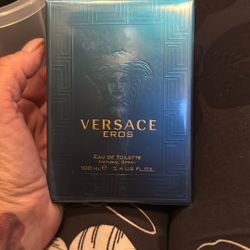 VERSACE
EROS
EAU DE TOILETTE
NATURAL SPRAY
100 ML ℮ 3.4 US FL.OZ.